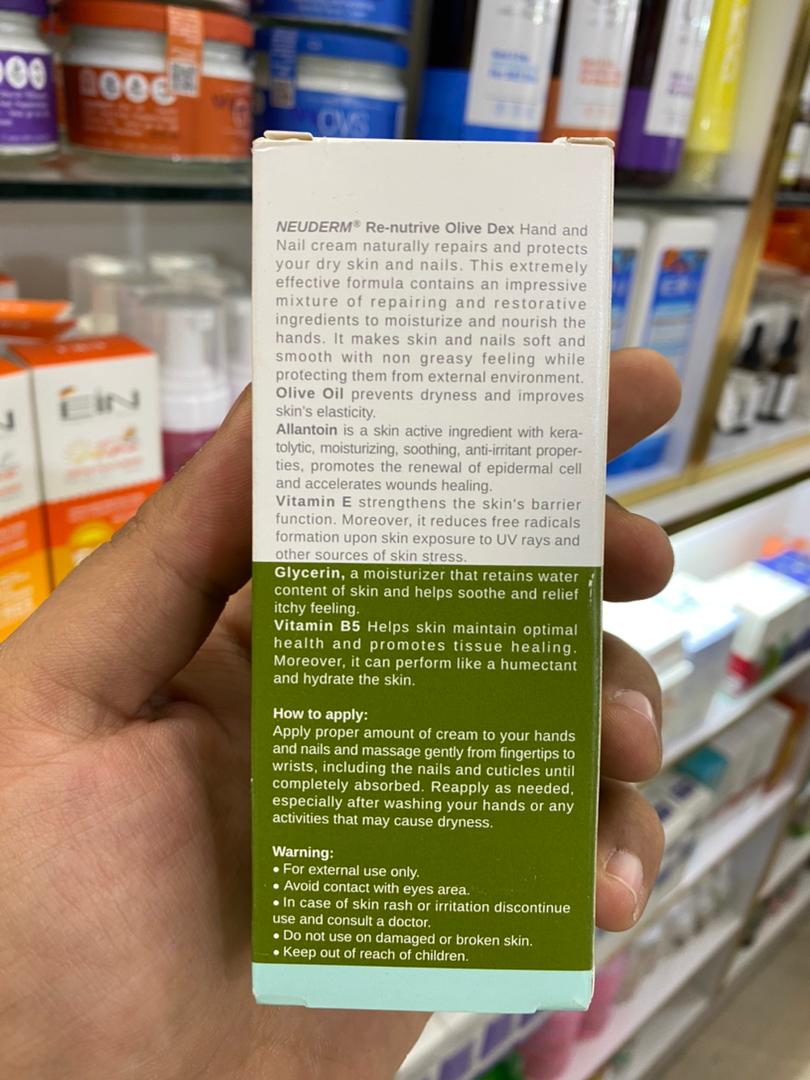 NEUDERM® Re-nutrive Olive Dex Hand and
Nail cream naturally repairs and protects
your dry skin and nails. This extremely
effective formula contains an impressive
mixture of repairing and restorative
ingredients to moisturize and nourish the
hands. It makes skin and nails soft and
smooth with non greasy feeling while
protecting them from external environment.
Olive Oil prevents dryness and improves
skin's elasticity.
Allantoin is a skin active ingredient with kera-
tolytic, moisturizing, soothing, anti-irritant proper-
ties, promotes the renewal of epidermal cell
and accelerates wounds healing.
Vitamin E strengthens the skin's barrier
function. Moreover, it reduces free radicals
formation upon skin exposure to UV rays and
other sources of skin stress.
Glycerin, a moisturizer that retains water
content of skin and helps soothe and relief
itchy feeling.
Vitamin B5 Helps skin maintain optimal
health and promotes tissue healing.
Moreover, it can perform like a humectant
and hydrate the skin.
How to apply:
Apply proper amount of cream to your hands
and nails and massage gently from fingertips to
wrists, including the nails and cuticles until
completely absorbed. Reapply as needed,
especially after washing your hands or any
activities that may cause dryness.
Warning:
• For external use only.
• Avoid contact with eyes area.
• In case of skin rash or irritation discontinue
use and consult a doctor.
• Do not use on damaged or broken skin.
• Keep out of reach of children.
EiN